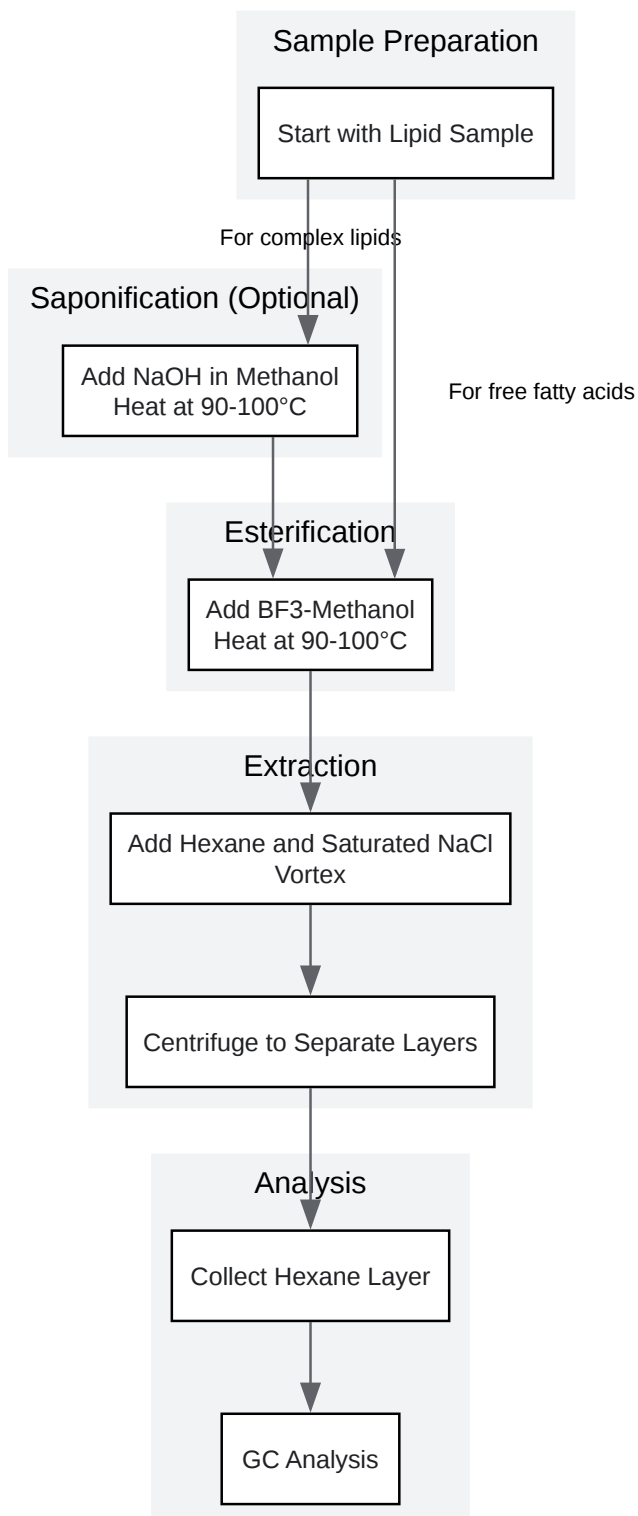 Sample Preparation
Start with Lipid Sample
For complex lipids
Saponification (Optional)
Add NaOH in Methanol
Heat at 90-100°C
For free fatty acids
Esterification
Add BF3-Methanol
Heat at 90-100°C
Extraction
Add Hexane and Saturated NaCl
Vortex
Centrifuge to Separate Layers
Analysis
Collect Hexane Layer
GC Analysis